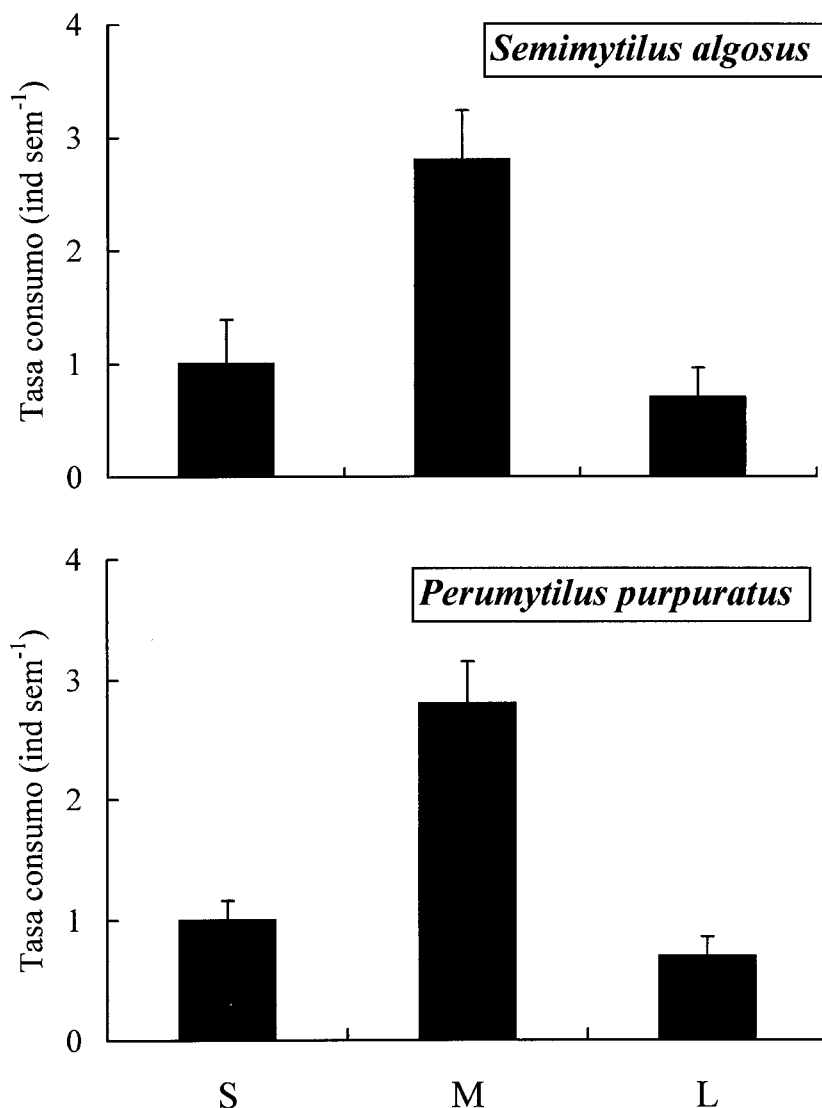 Semimytilus algosus
Tasa consumo (ind sem⁻¹)
4
3
2
1
0
Perumytilus purpuratus
Tasa consumo (ind sem⁻¹)
4
3
2
1
0
S M L